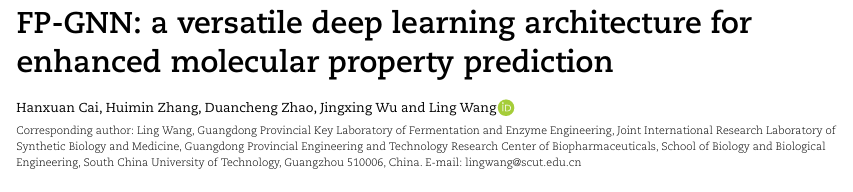 FP-GNN: a versatile deep learning architecture for
enhanced molecular property prediction
Hanxuan Cai, Huimin Zhang, Duancheng Zhao, Jingxing Wu and Ling Wang iD
Corresponding author: Ling Wang, Guangdong Provincial Key Laboratory of Fermentation and Enzyme Engineering, Joint International Research Laboratory of
Synthetic Biology and Medicine, Guangdong Provincial Engineering and Technology Research Center of Biopharmaceuticals, School of Biology and Biological
Engineering, South China University of Technology, Guangzhou 510006, China. E-mail: lingwang@scut.edu.cn